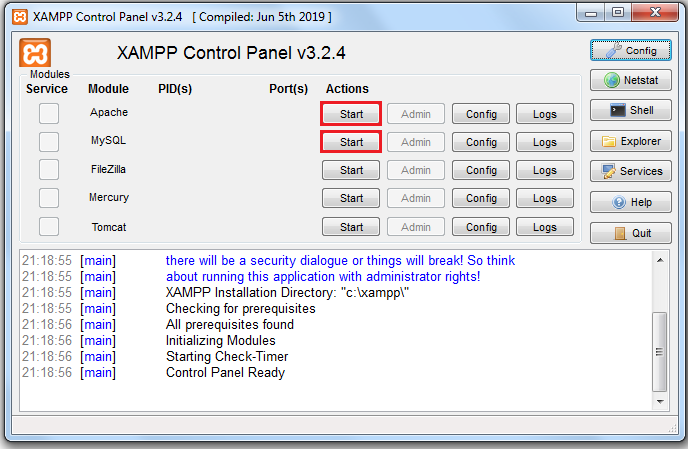 XAMPP Control Panel v3.2.4 [ Compiled: Jun 5th 2019 ]
XAMPP Control Panel v3.2.4
Config
Modules
Service Module PID(s) Port(s) Actions
Netstat
Apache Start Admin Config Logs
Shell
MySQL Start Admin Config Logs
Explorer
FileZilla Start Admin Config Logs
Services
Mercury Start Admin Config Logs
Help
Tomcat Start Admin Config Logs
Quit
21:18:55 [main] there will be a security dialogue or things will break! So think
21:18:55 [main] about running this application with administrator rights!
21:18:55 [main] XAMPP Installation Directory: "c:\xampp\"
21:18:55 [main] Checking for prerequisites
21:18:56 [main] All prerequisites found
21:18:56 [main] Initializing Modules
21:18:56 [main] Starting Check-Timer
21:18:56 [main] Control Panel Ready